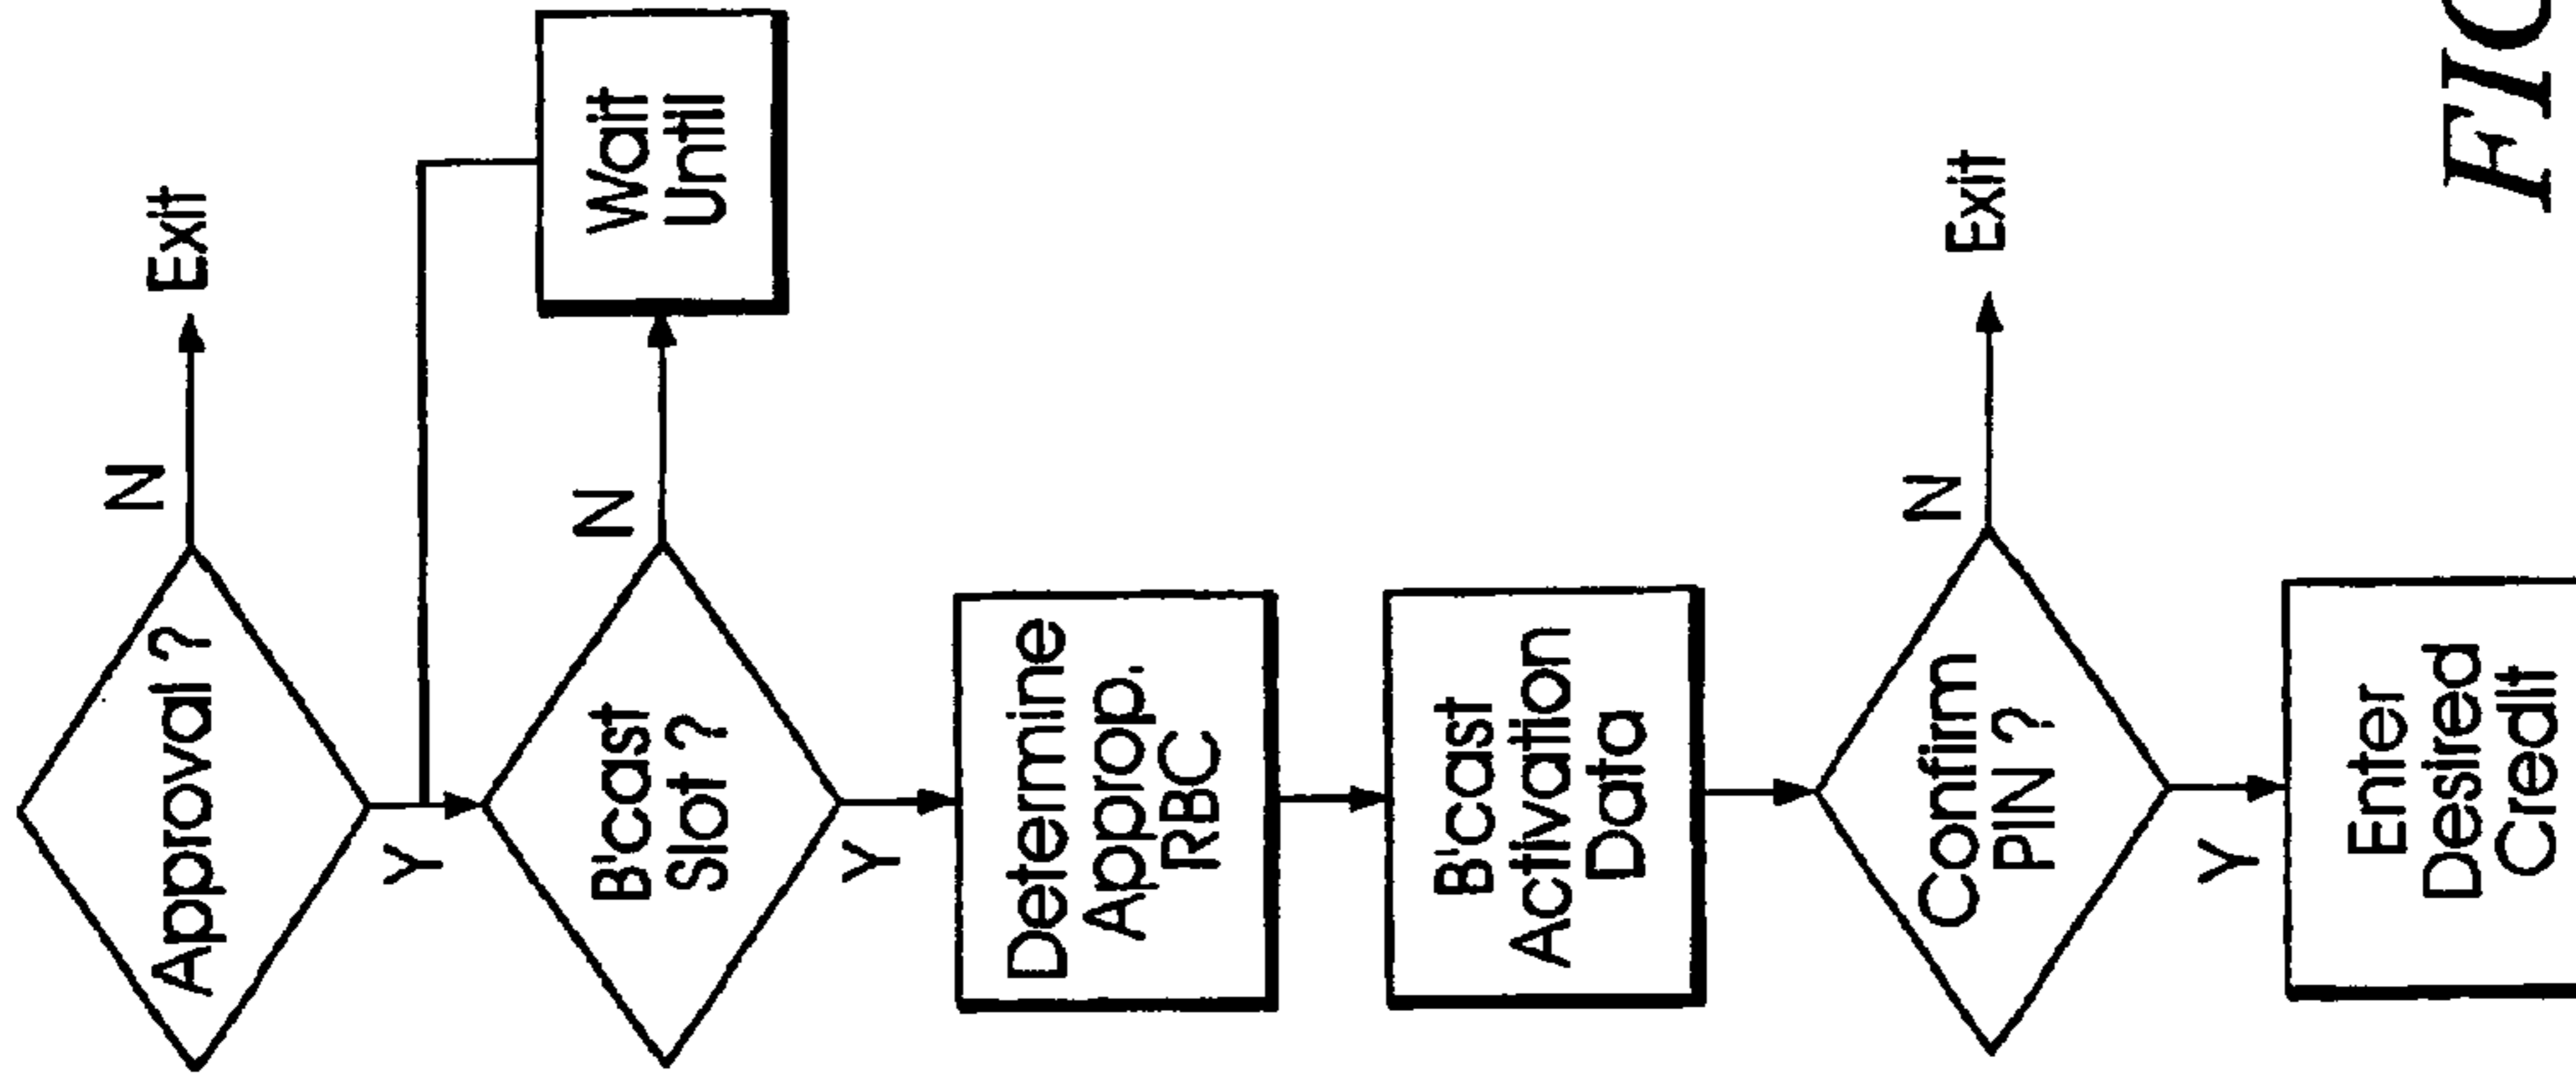 Approval ?
N
Exit
Y
B'cast
Slot ?
N
Wait
Until
Y
Determine
Approp.
RBC
B'cast
Activation
Data
Confirm
PIN ?
N
Exit
Y
Enter
Desired
Credit